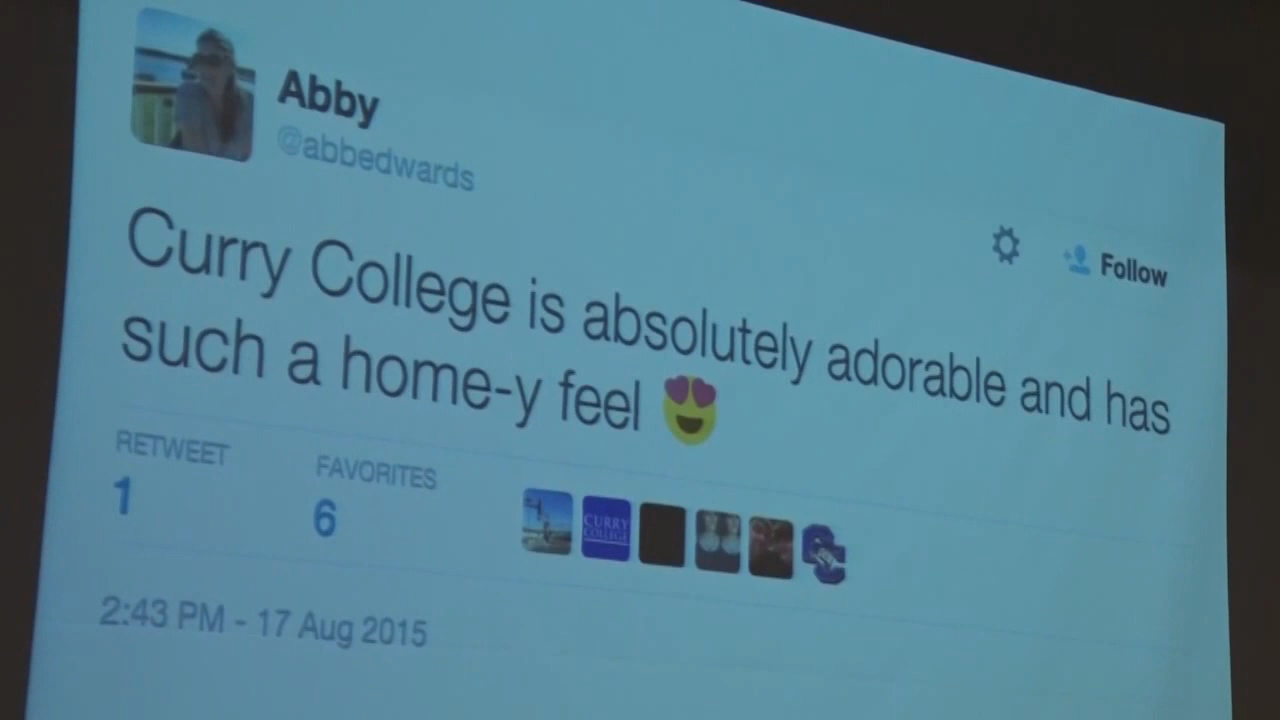 Abby
@abbedwards
Follow
Curry College is absolutely adorable and has
such a home-y feel 😍
RETWEET
1
FAVORITES
6
CURRY
COLLEGE
2:43 PM - 17 Aug 2015